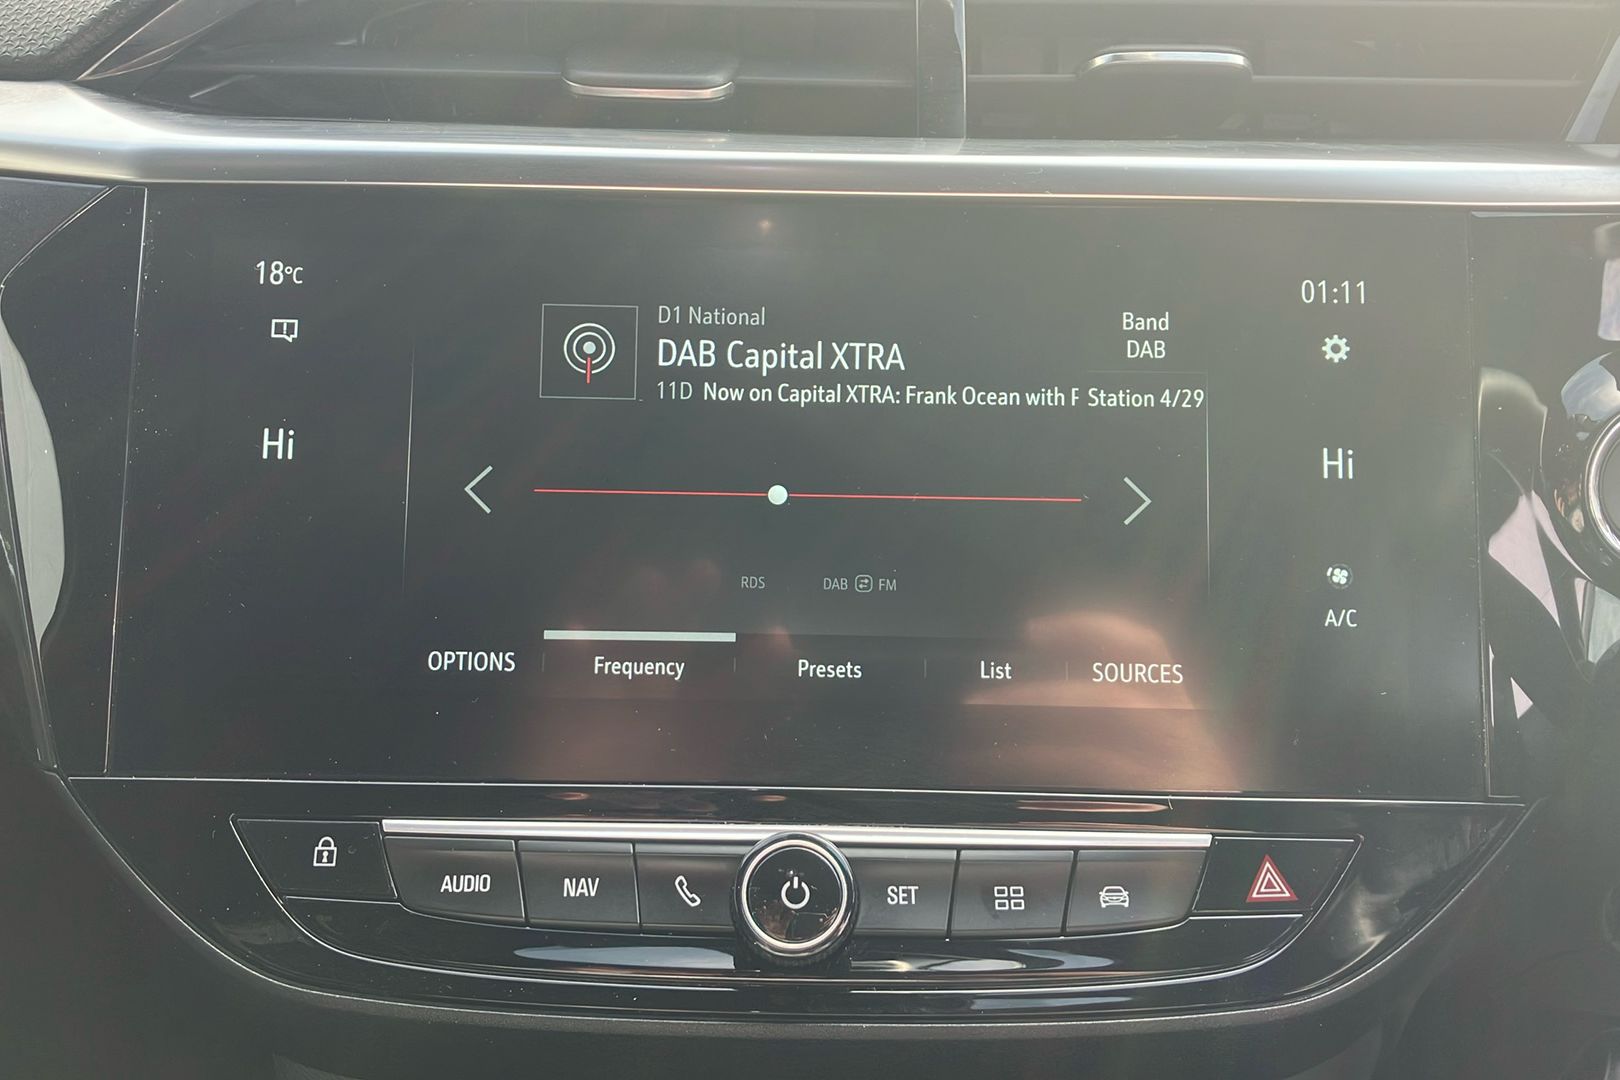 18°C
01:11
D1 National
Band
DAB Capital XTRA
DAB
11D Now on Capital XTRA: Frank Ocean with
Station 4/29
Hi
Hi
RDS
DAB
FM
A/C
OPTIONS
Frequency
Presets
List
SOURCES
AUDIO
NAV
SET